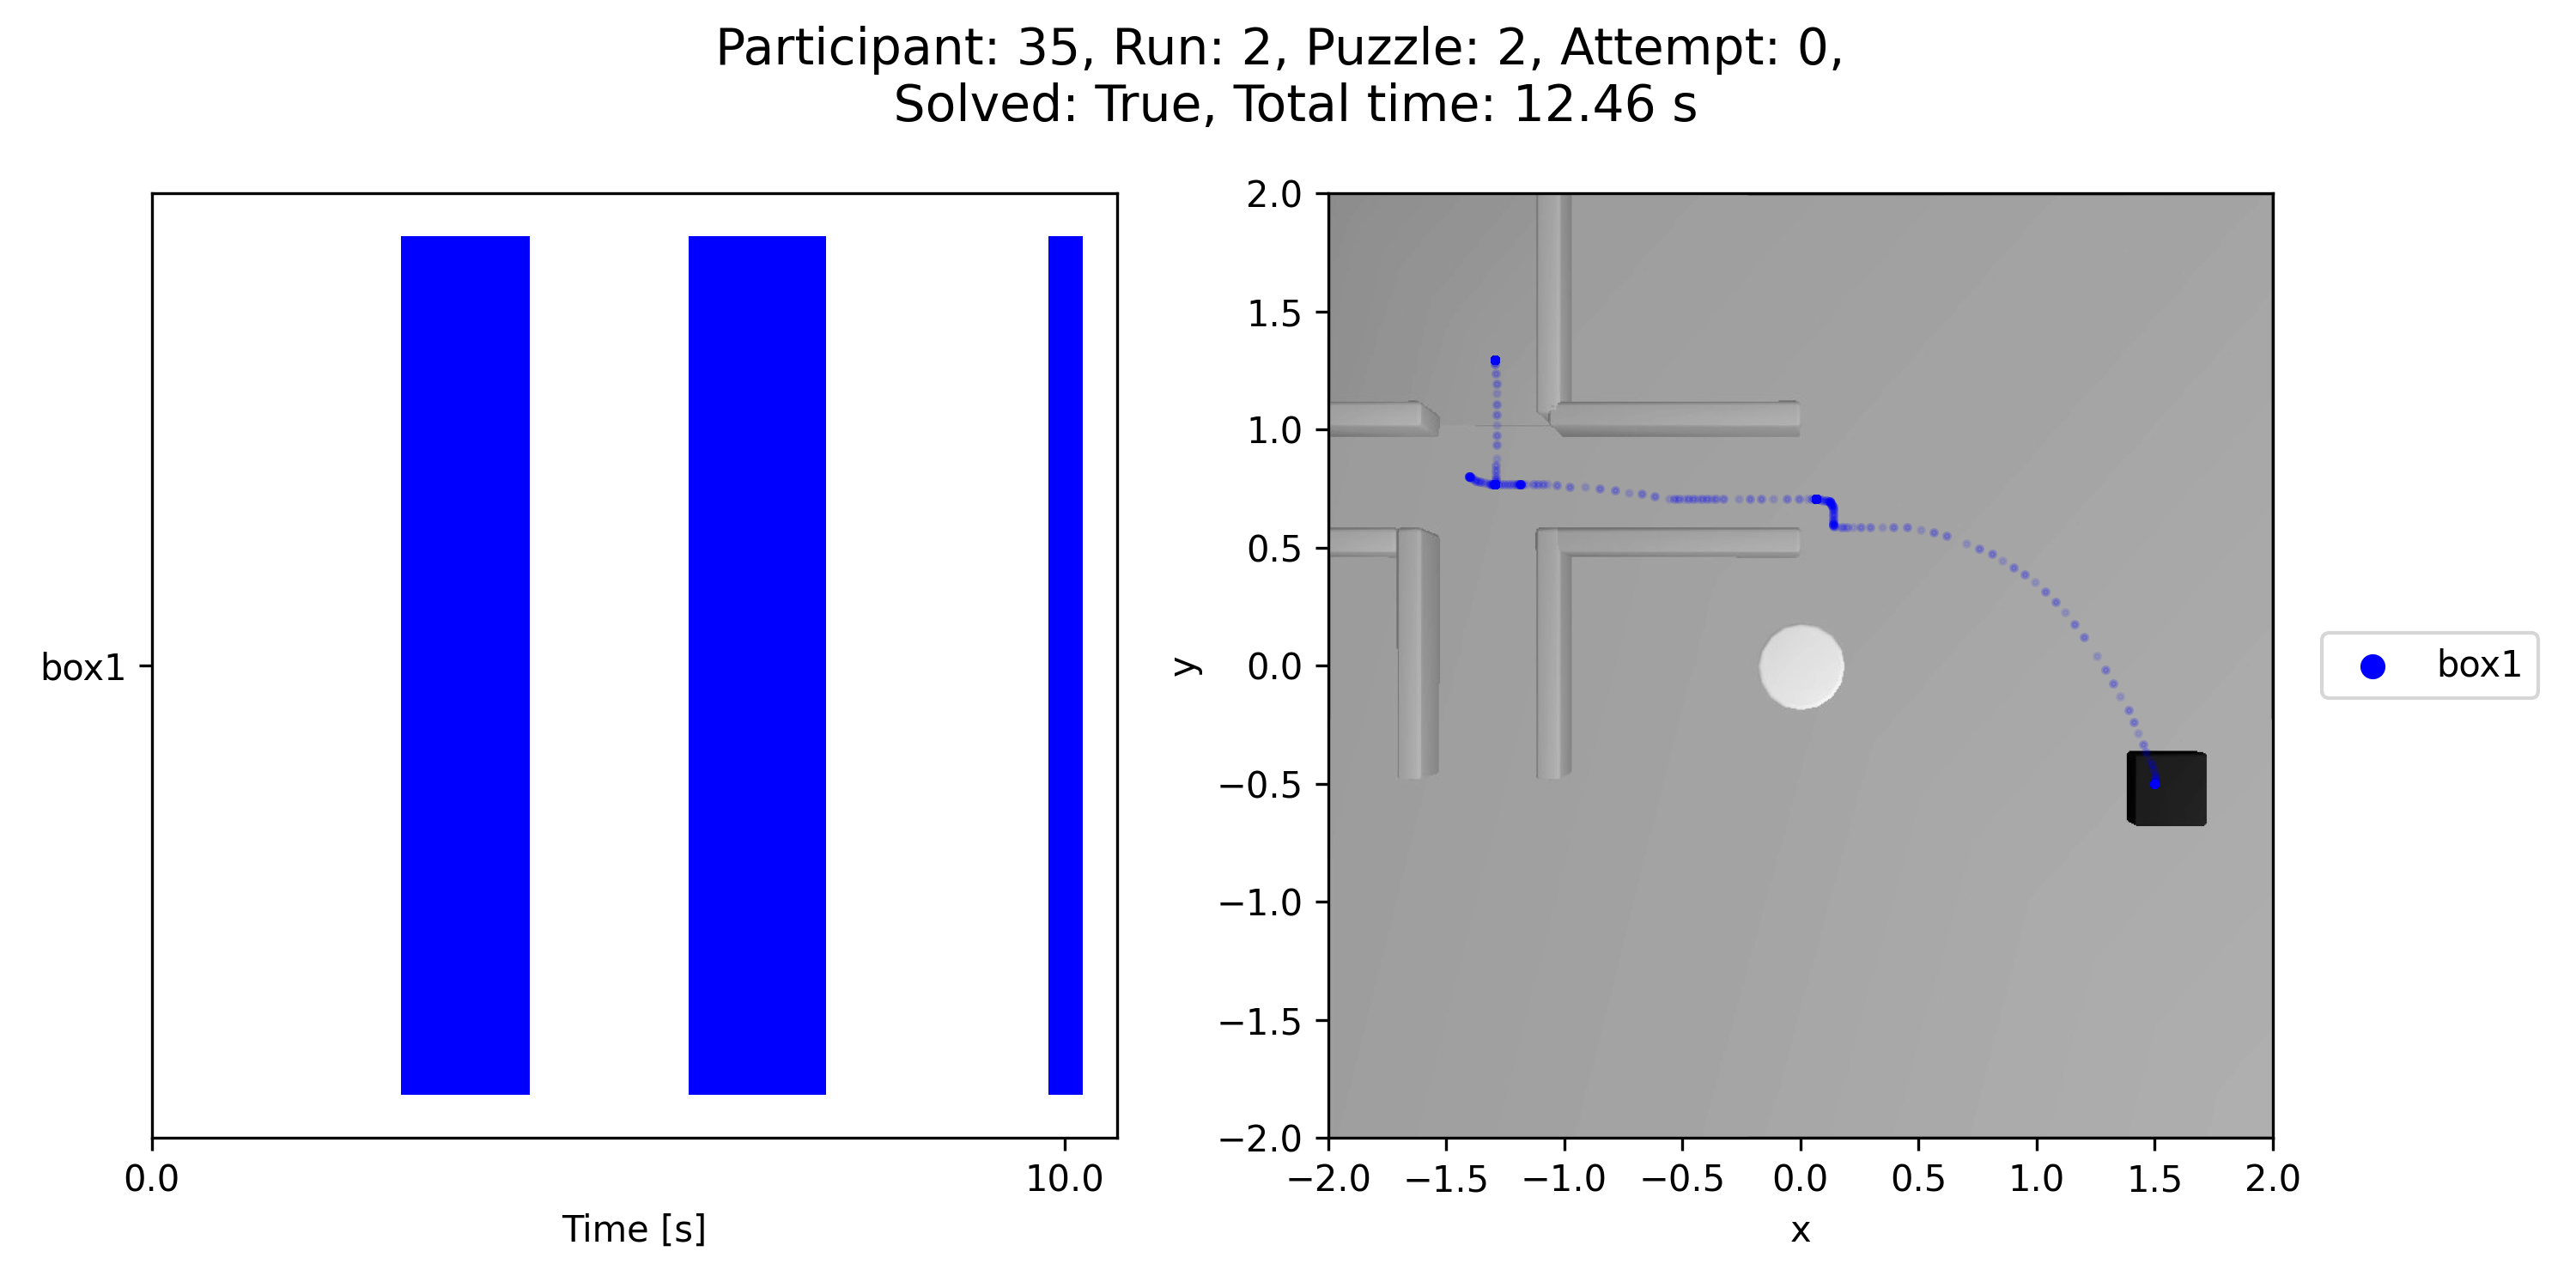 Participant: 35, Run: 2, Puzzle: 2, Attempt: 0,
Solved: True, Total time: 12.46 s
box1
0.0
10.0
Time [s]
2.0
1.5
1.0
0.5
0.0
−0.5
−1.0
−1.5
−2.0
y
−2.0
−1.5
−1.0
−0.5
0.0
0.5
1.0
1.5
2.0
x
box1